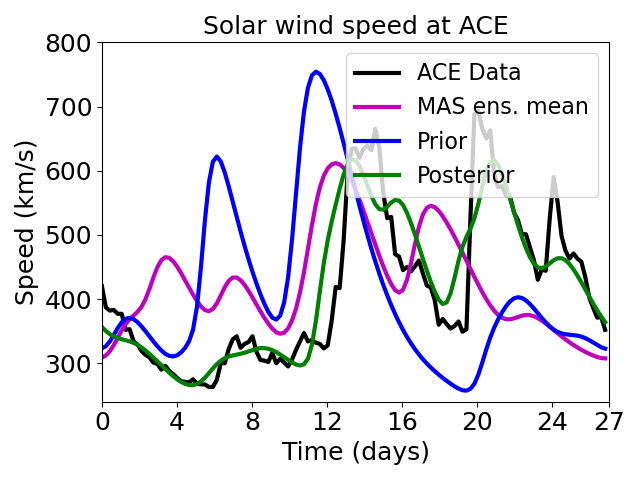 Solar wind speed at ACE
800
700
600
500
400
300
Speed (km/s)
ACE Data
MAS ens. mean
Prior
Posterior
0 4 8 12 16 20 24 27
Time (days)